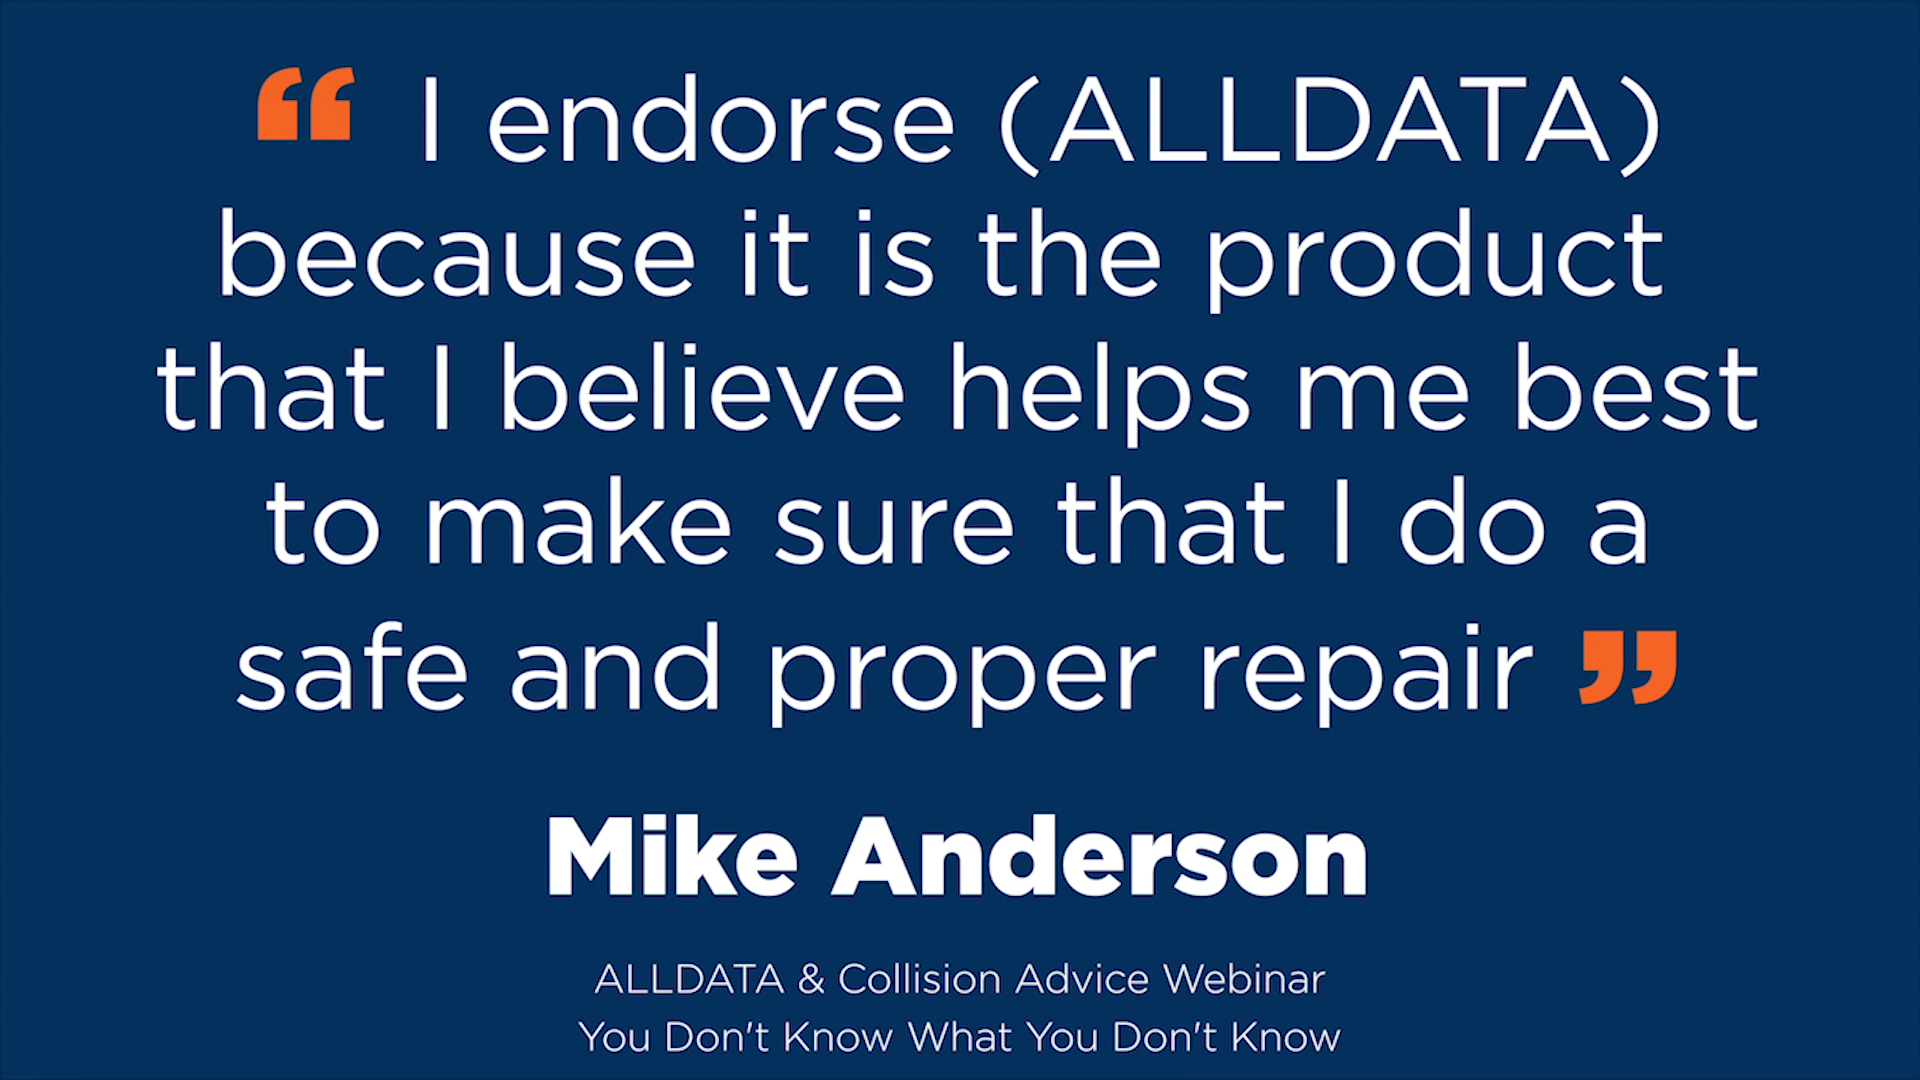 “ I endorse (ALLDATA)
because it is the product
that I believe helps me best
to make sure that I do a
safe and proper repair ”
Mike Anderson
ALLDATA & Collision Advice Webinar
You Don't Know What You Don't Know